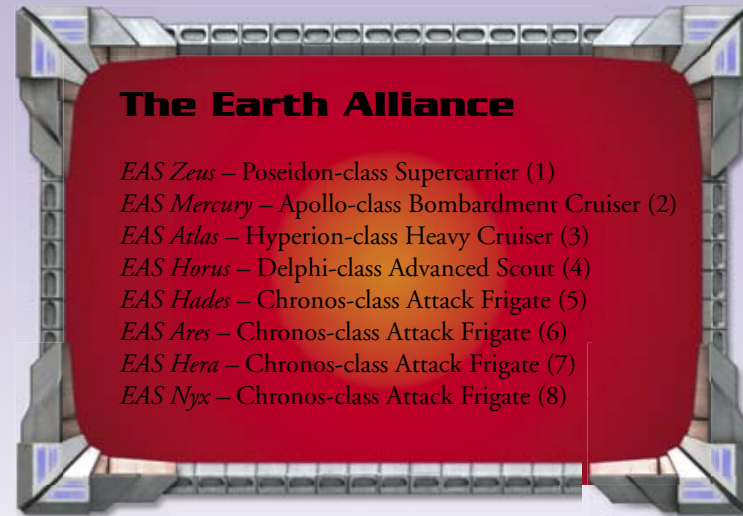 The Earth Alliance
EAS Zeus – Poseidon-class Supercarrier (1)
EAS Mercury – Apollo-class Bombardment Cruiser (2)
EAS Atlas – Hyperion-class Heavy Cruiser (3)
EAS Horus – Delphi-class Advanced Scout (4)
EAS Hades – Chronos-class Attack Frigate (5)
EAS Ares – Chronos-class Attack Frigate (6)
EAS Hera – Chronos-class Attack Frigate (7)
EAS Nyx – Chronos-class Attack Frigate (8)